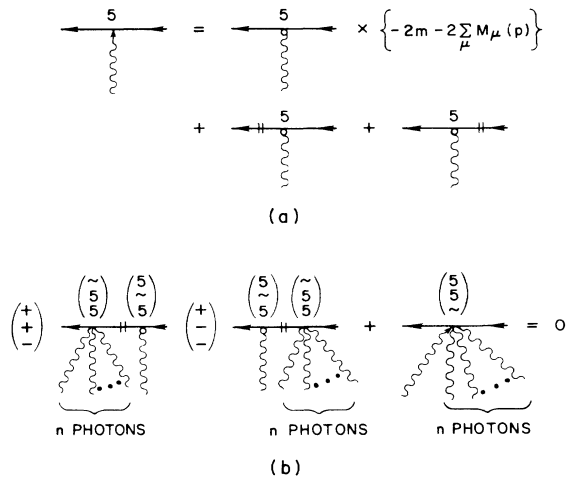 5 = 5 × {-2m - 2 ∑μ Mμ(p)}
+ 5 + 5
(a)
(~ 5 5) (5 ~ 5) (5 ~ 5) (~ 5 5) (5 5 ~)
(+ + -) (+ - -) + = 0
n PHOTONS n PHOTONS n PHOTONS
(b)